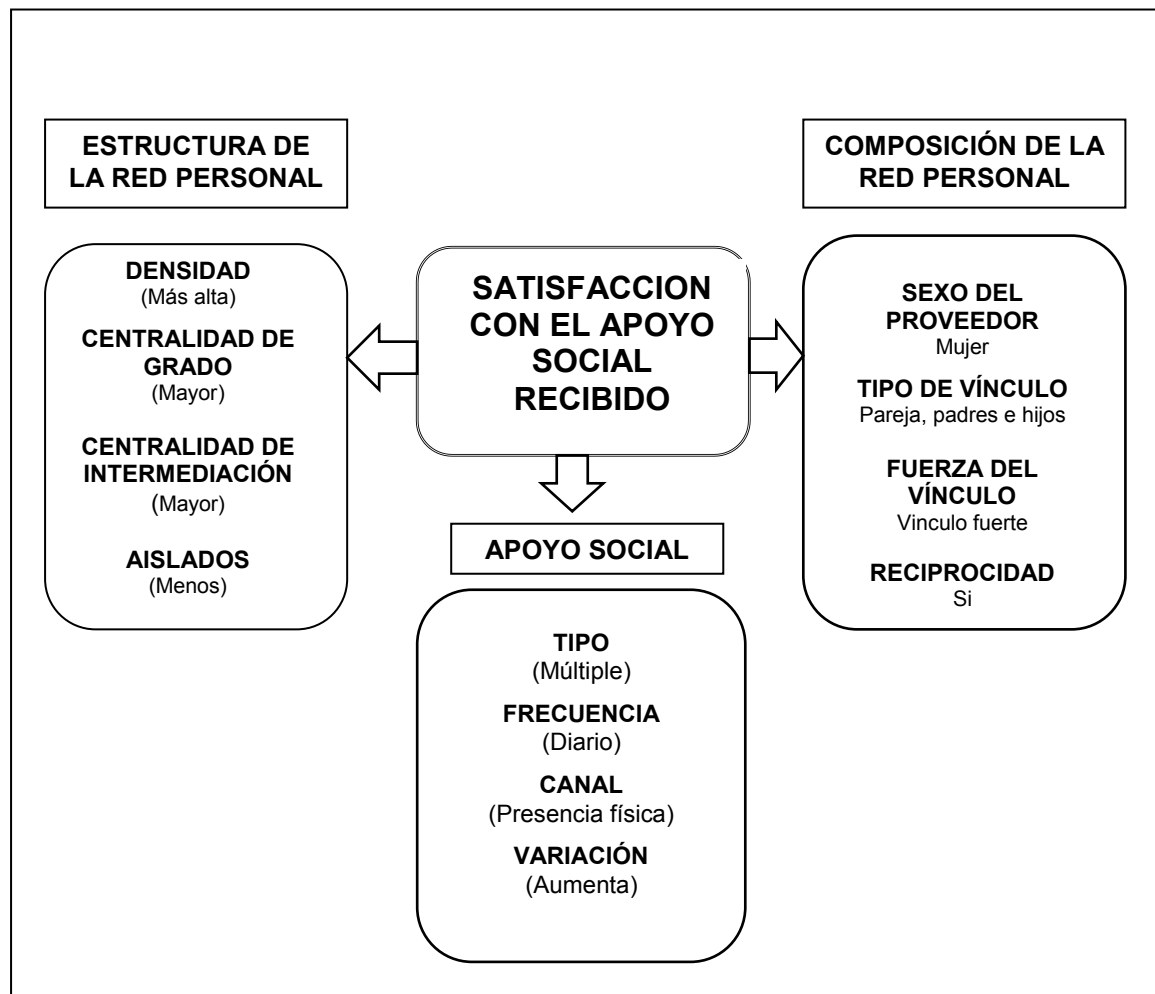 ESTRUCTURA DE
LA RED PERSONAL
DENSIDAD
(Más alta)
CENTRALIDAD DE
GRADO
(Mayor)
CENTRALIDAD DE
INTERMEDIACIÓN
(Mayor)
AISLADOS
(Menos)
SATISFACCION
CON EL APOYO
SOCIAL
RECIBIDO
APOYO SOCIAL
TIPO
(Múltiple)
FRECUENCIA
(Diario)
CANAL
(Presencia física)
VARIACIÓN
(Aumenta)
COMPOSICIÓN DE LA
RED PERSONAL
SEXO DEL
PROVEEDOR
Mujer
TIPO DE VÍNCULO
Pareja, padres e hijos
FUERZA DEL
VÍNCULO
Vinculo fuerte
RECIPROCIDAD
Si